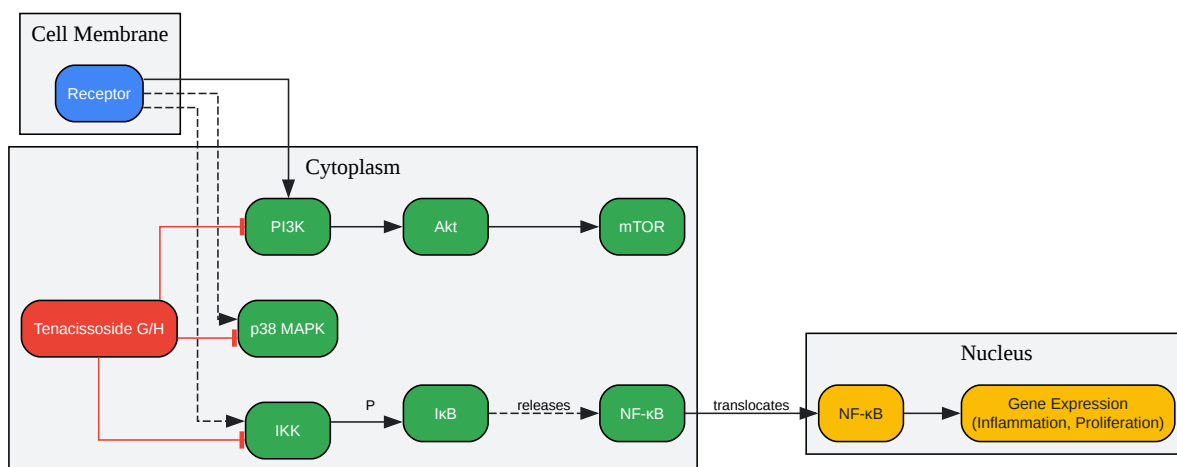 Cell Membrane
Receptor
Cytoplasm
PI3K
Akt
mTOR
Tenacissoside G/H
p38 MAPK
Nucleus
IKK
P
IκB
releases
NF-κB
translocates
NF-κB
Gene Expression
(Inflammation, Proliferation)